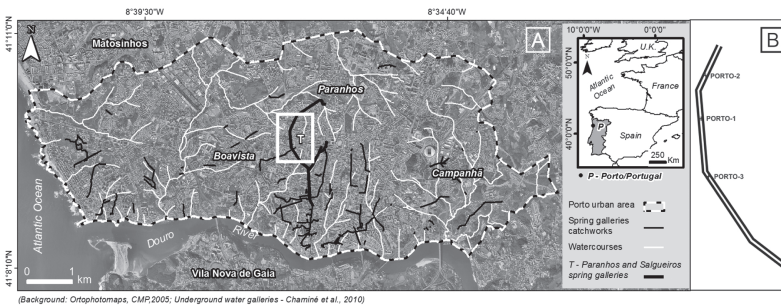 8°39'30"W
8°34'40"W
41°11'0"N
41°8'10"N
N
Matosinhos
A
Paranhos
T
Boavista
Campanhã
Atlantic Ocean
Douro River
Vila Nova de Gaia
0 1
km
10°0'0"W 0°0'0"
50°0'0"N
40°0'0"N
N
U.K.
Atlantic
Ocean
France
P
Spain
250
Km
P - Porto/Portugal
Porto urban area
Spring galleries
catchworks
Watercourses
T - Paranhos and Salgueiros
spring galleries
B
PORTO-2
PORTO-1
PORTO-3
(Background: Ortophotomaps, CMP,2005; Underground water galleries - Chaminé et al., 2010)